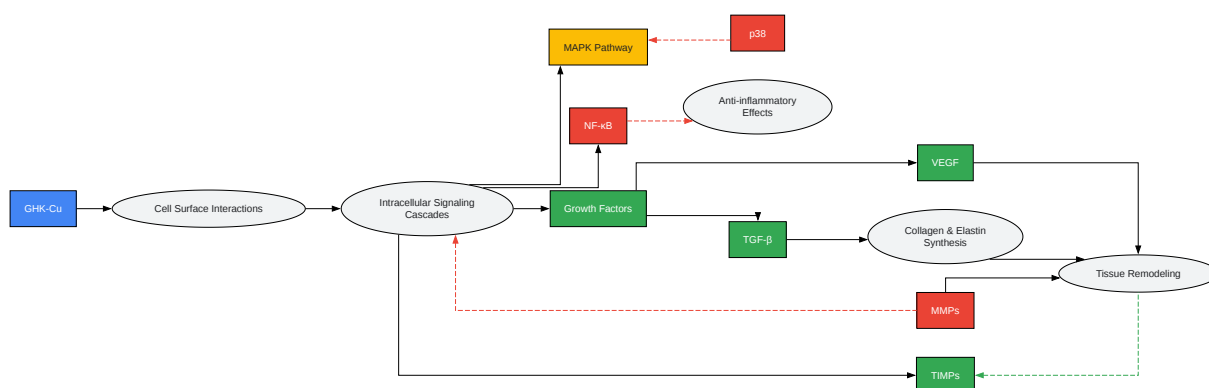 p38
MAPK Pathway
Anti-inflammatory
Effects
NF-κB
VEGF
GHK-Cu
Cell Surface Interactions
Intracellular Signaling
Cascades
Growth Factors
TGF-β
Collagen & Elastin
Synthesis
Tissue Remodeling
MMPs
TIMPs